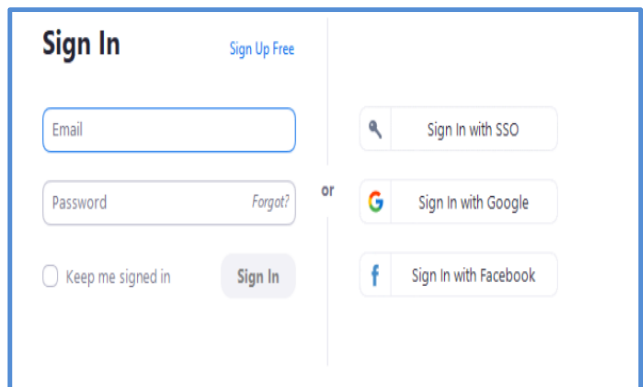 Sign In
Sign Up Free
Email
Password
Forgot?
Keep me signed in
Sign In
or
Sign In with SSO
Sign In with Google
Sign In with Facebook